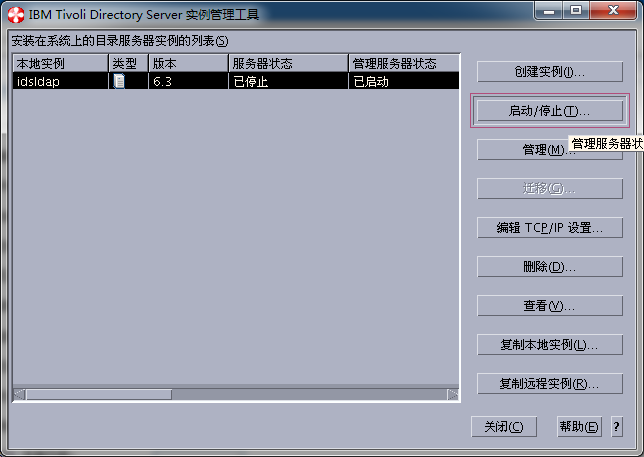 IBM Tivoli Directory Server 实例管理工具
安装在系统上的目录服务器实例的列表(S)
本地实例 类型 版本 服务器状态 管理服务器状态
idsldap 6.3 已停止 已启动
创建实例(I)...
启动/停止(T)...
管理服务器状
管理(M)...
迁移(G)...
编辑 TCP/IP 设置...
删除(D)...
查看(V)...
复制本地实例(L)...
复制远程实例(R)...
关闭(C) 帮助(E) ?